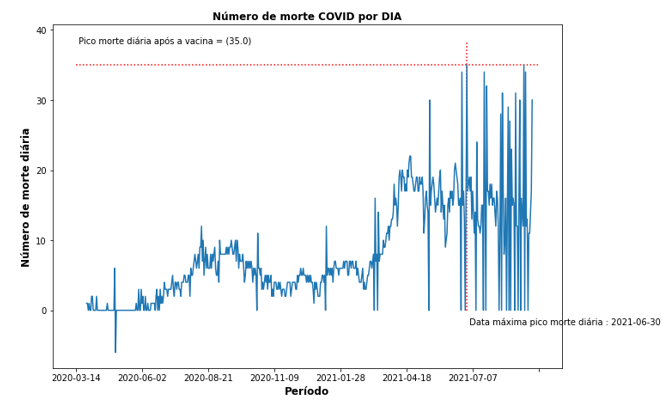 Número de morte COVID por DIA
40
Pico morte diária após a vacina = (35.0)
30
20
10
0
Número de morte diária
Data máxima pico morte diária : 2021-06-30
2020-03-14 2020-06-02 2020-08-21 2020-11-09 2021-01-28 2021-04-18 2021-07-07
Período